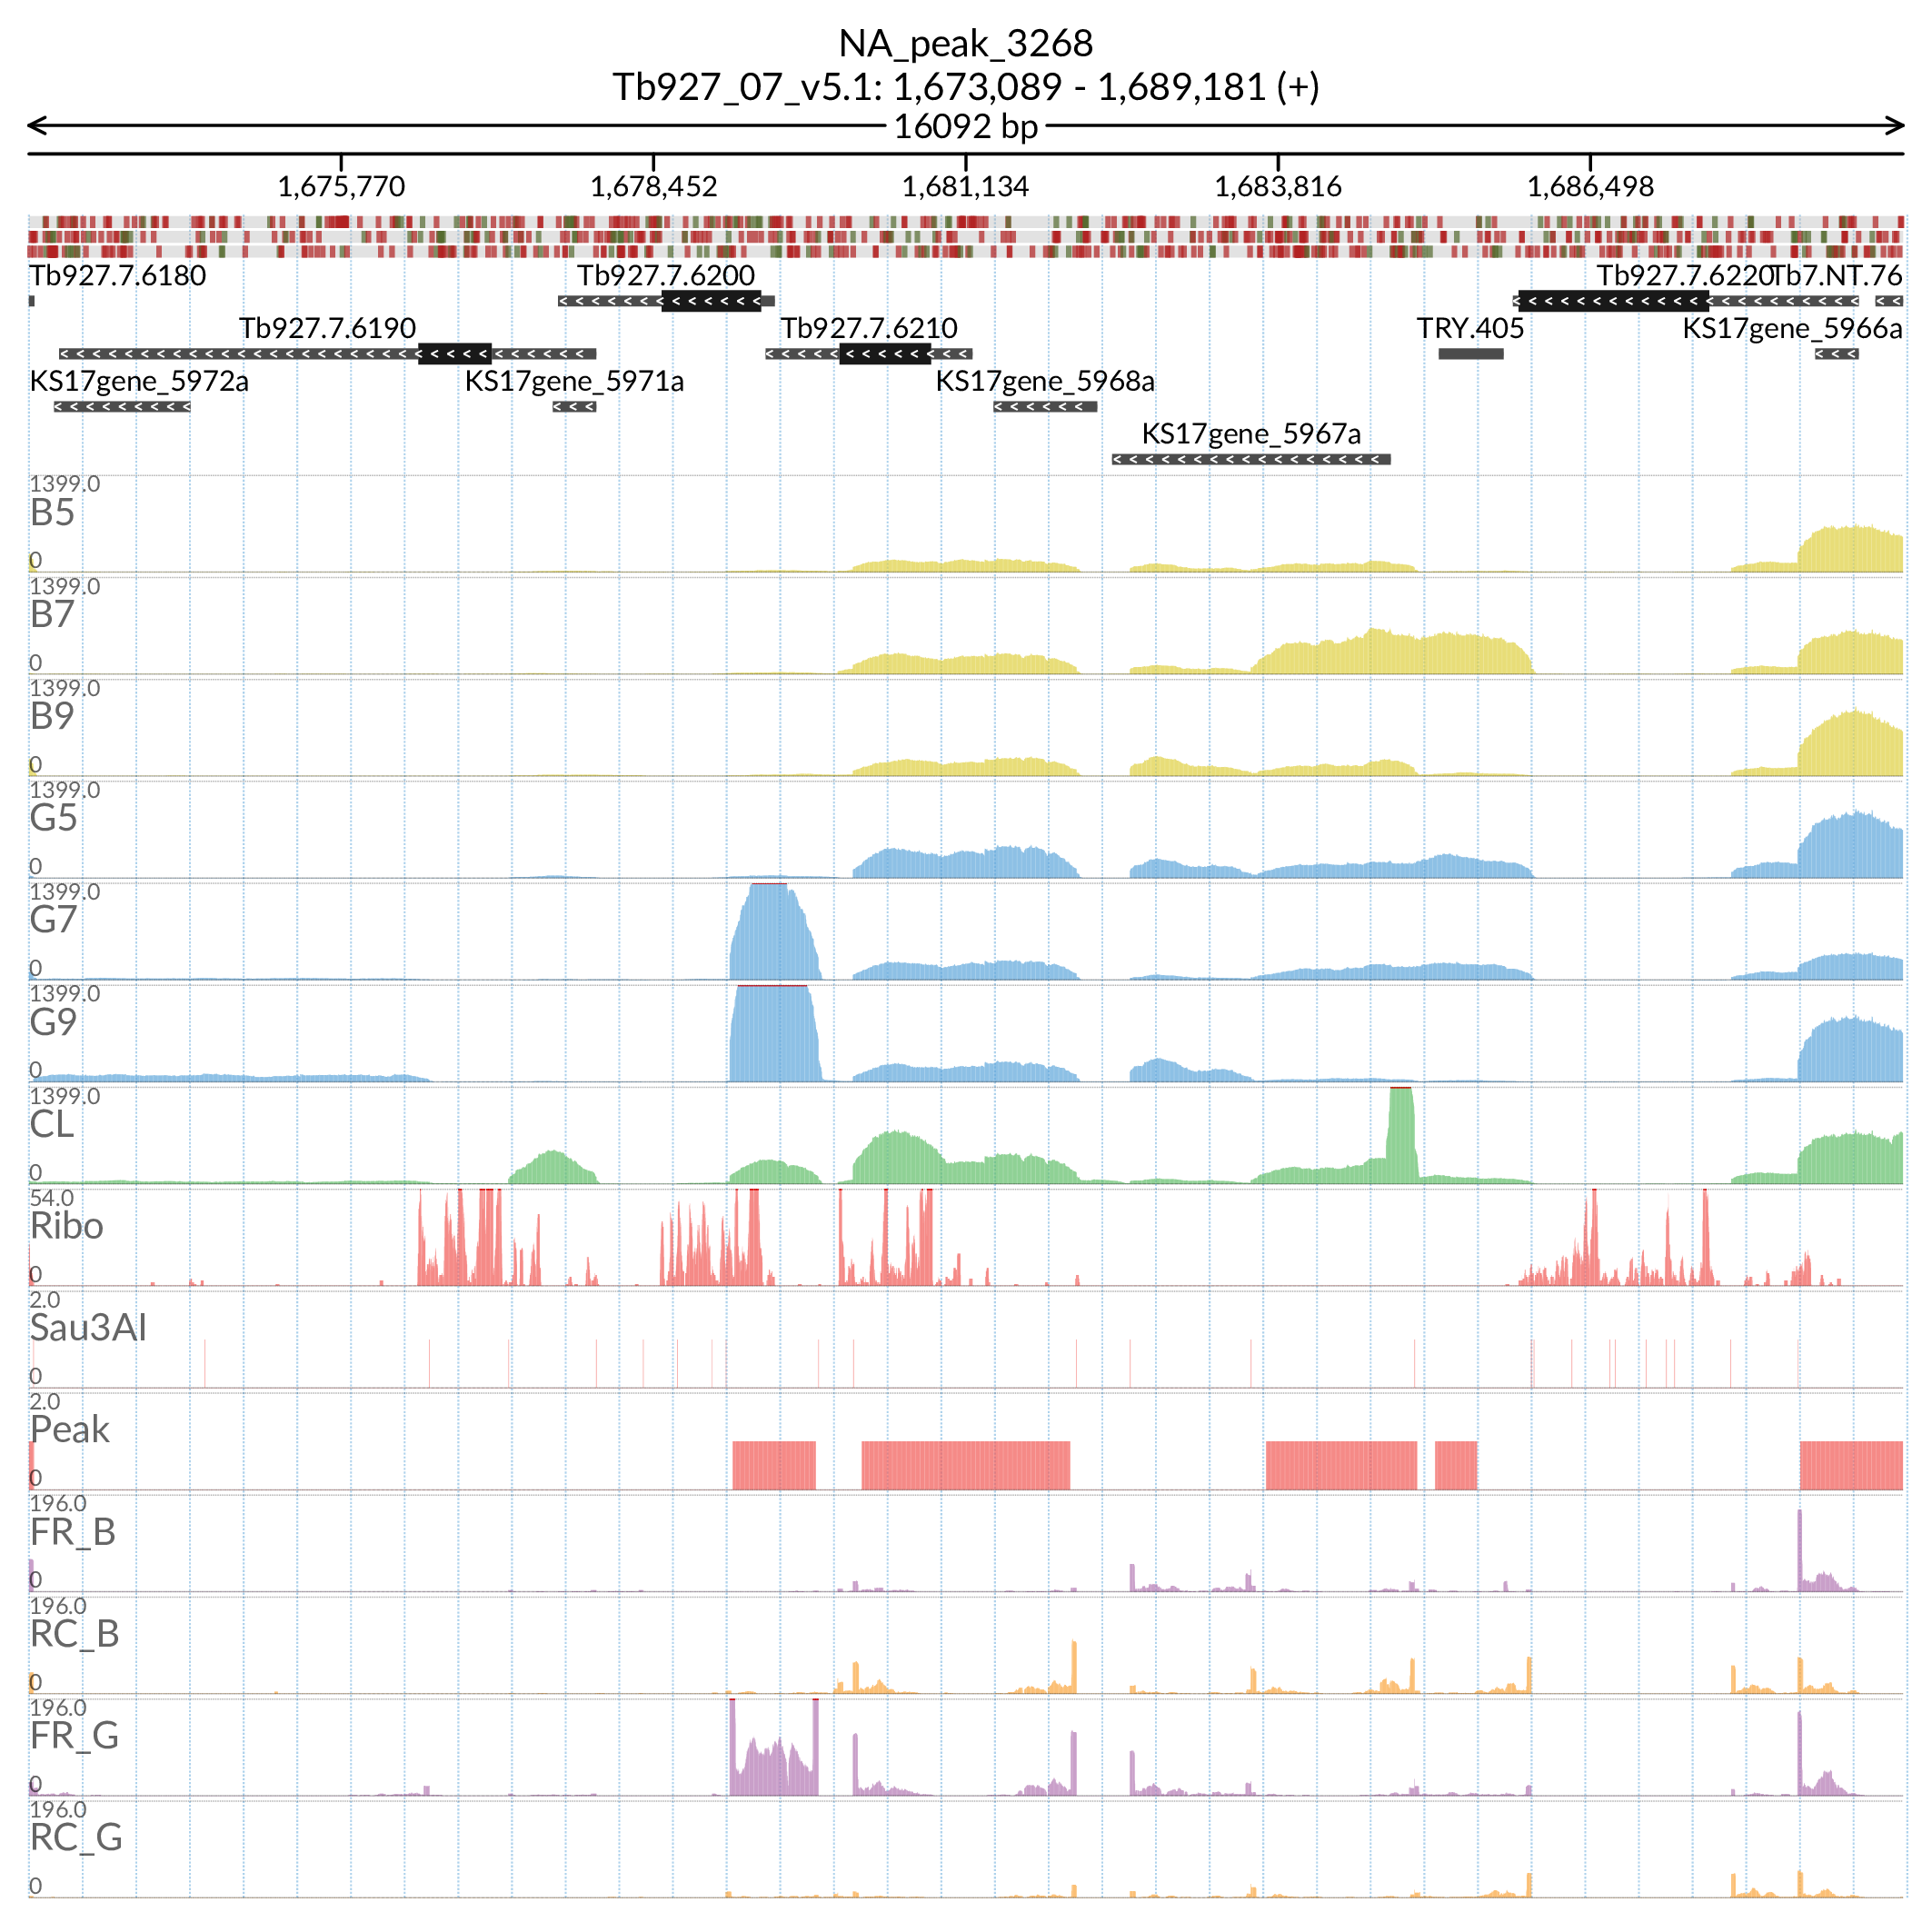 NA_peak_3268
Tb927_07_v5.1: 1,673,089 - 1,689,181 (+)
16092 bp
1,675,770 1,678,452 1,681,134 1,683,816 1,686,498
Tb927.7.6180 Tb927.7.6200 Tb927.7.6220 Tb7.NT.76
Tb927.7.6190 Tb927.7.6210 TRY.405 KS17gene_5966a
KS17gene_5972a KS17gene_5971a KS17gene_5968a
KS17gene_5967a
1399.0
B5
0
1399.0
B7
0
1399.0
B9
0
1399.0
G5
0
1399.0
G7
0
1399.0
G9
0
1399.0
CL
0
54.0
Ribo
0
2.0
Sau3AI
0
2.0
Peak
0
196.0
FR_B
0
196.0
RC_B
0
196.0
FR_G
0
196.0
RC_G
0